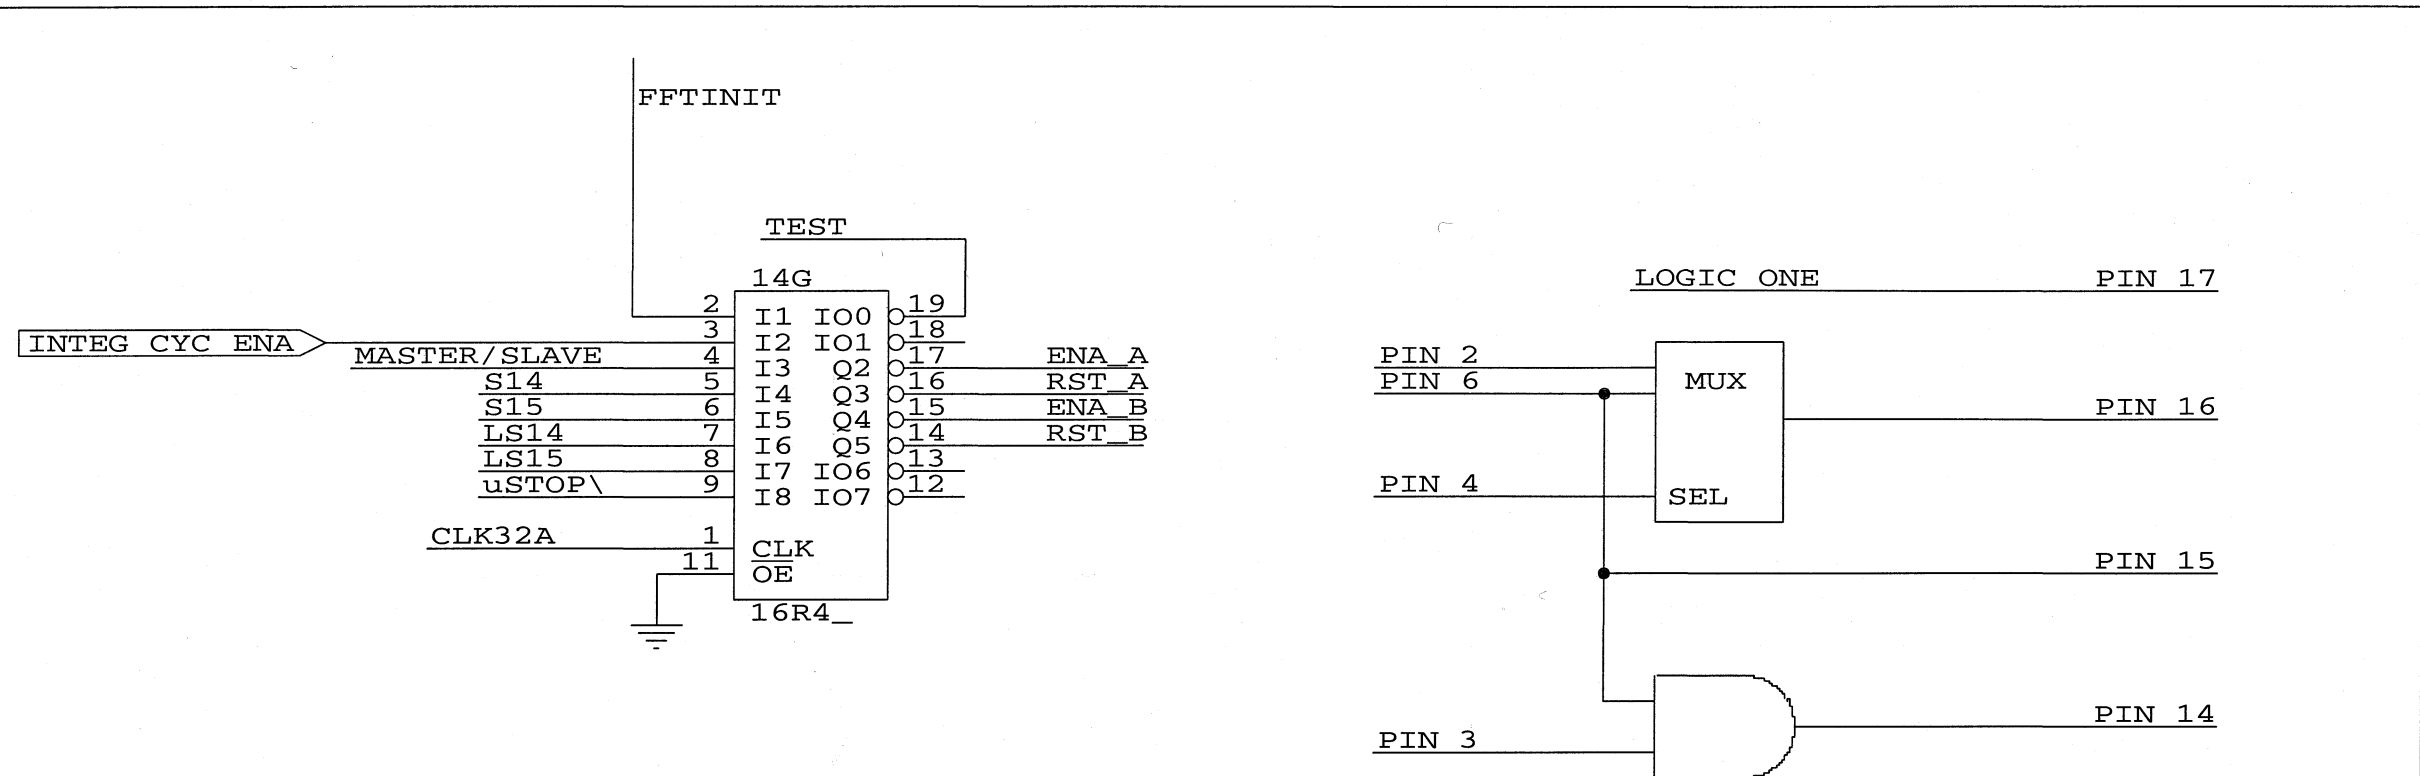 FFTINIT
TEST
14G
LOGIC ONE PIN 17
2 I1 IO0 19
INTEG CYC ENA 3 I2 IO1 18
MASTER/SLAVE 4 I3 Q2 17 ENA_A
S14 5 I4 Q3 16 RST_A
S15 6 I5 Q4 15 ENA_B
LS14 7 I6 Q5 14 RST_B
LS15 8 I7 IO6 13
uSTOP\ 9 I8 IO7 12
CLK32A 1 CLK
11 OE
16R4_
PIN 2
PIN 6 MUX
PIN 16
PIN 4 SEL
PIN 15
PIN 14
PIN 3